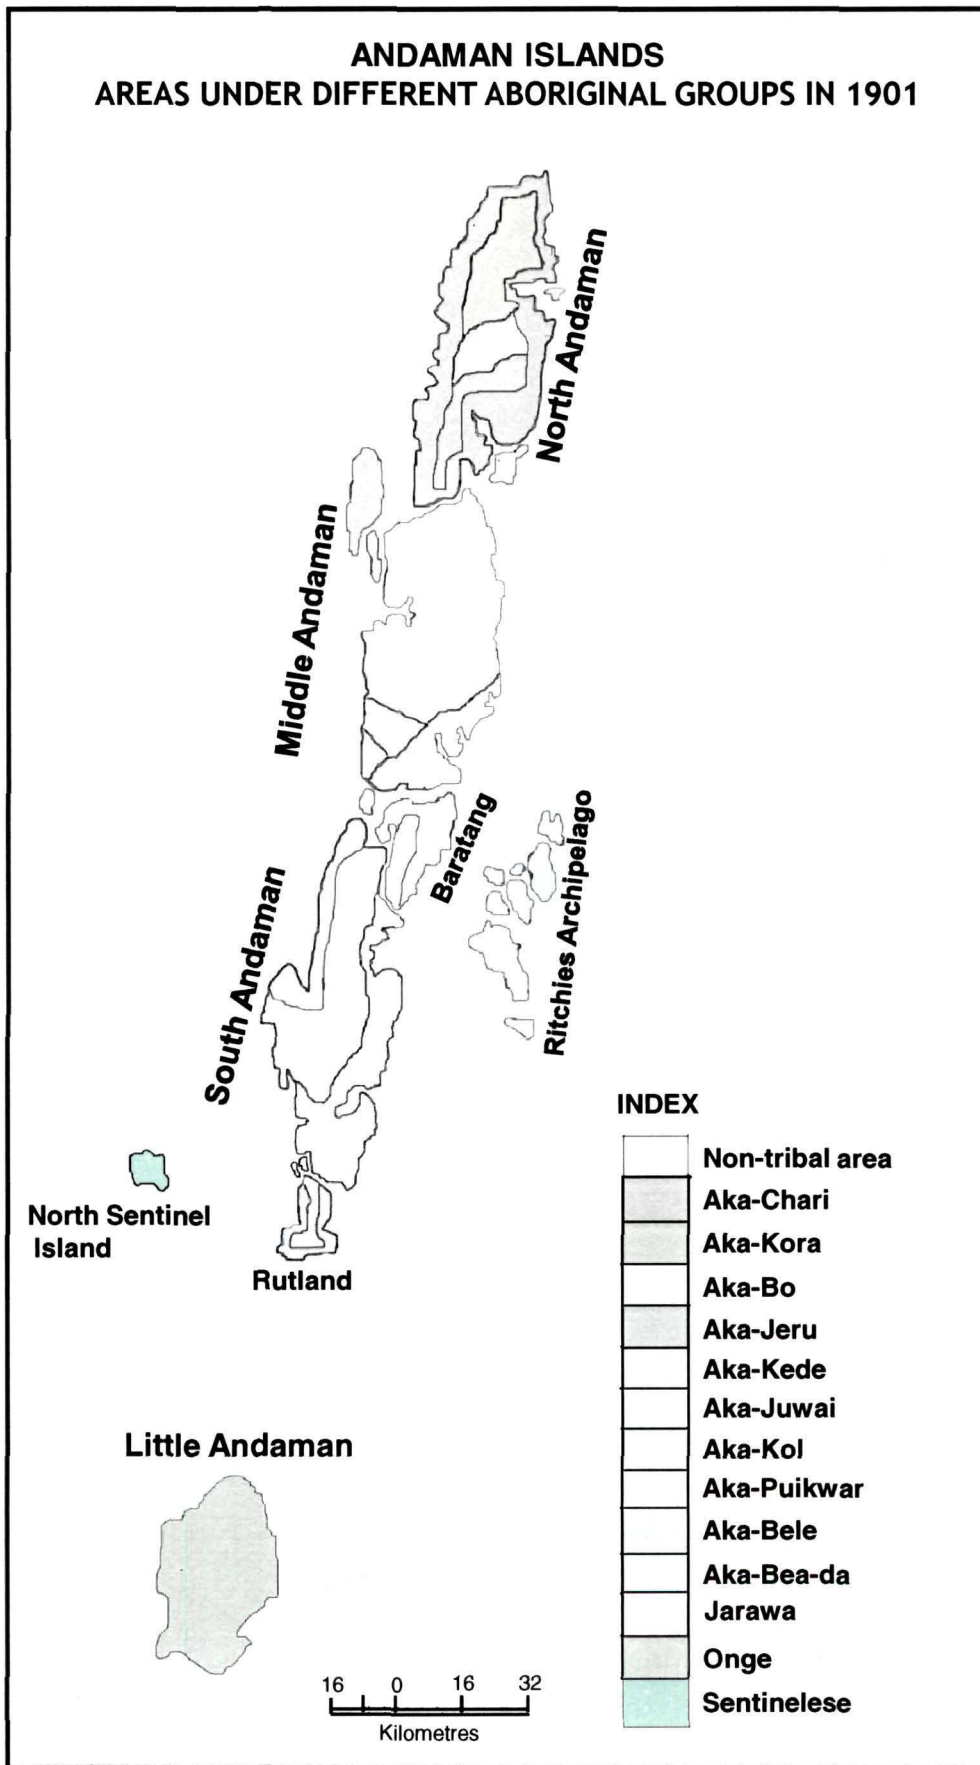 ANDAMAN ISLANDS
AREAS UNDER DIFFERENT ABORIGINAL GROUPS IN 1901
North Andaman
Middle Andaman
Baratang
Ritchies Archipelago
South Andaman
North Sentinel
Island
Rutland
Little Andaman
16 0 16 32
Kilometres
INDEX
Non-tribal area
Aka-Chari
Aka-Kora
Aka-Bo
Aka-Jeru
Aka-Kede
Aka-Juwai
Aka-Kol
Aka-Puikwar
Aka-Bele
Aka-Bea-da
Jarawa
Onge
Sentinelese